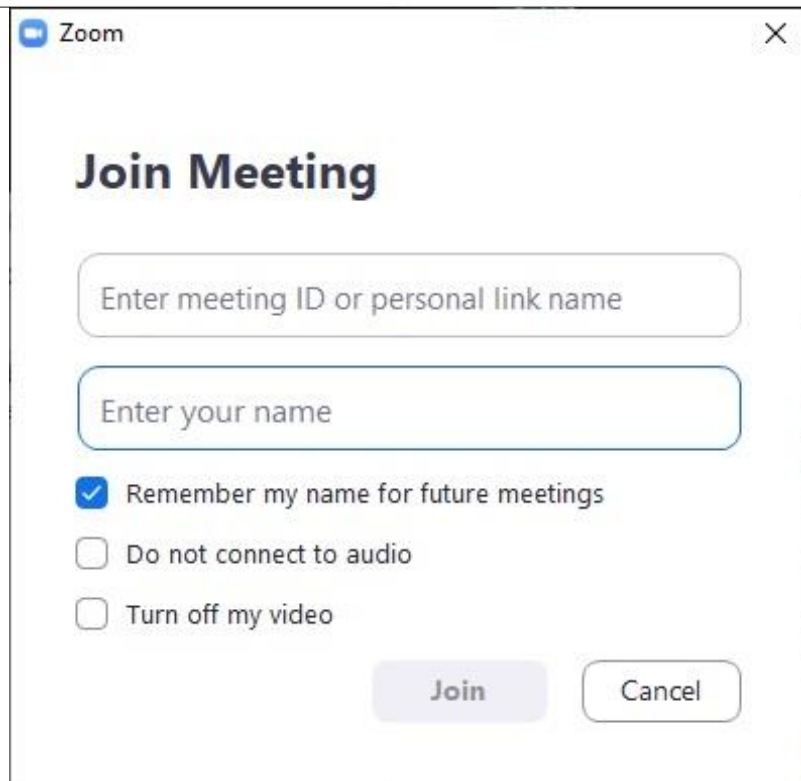 Zoom
Join Meeting
Enter meeting ID or personal link name
Enter your name
Remember my name for future meetings
Do not connect to audio
Turn off my video
Join Cancel